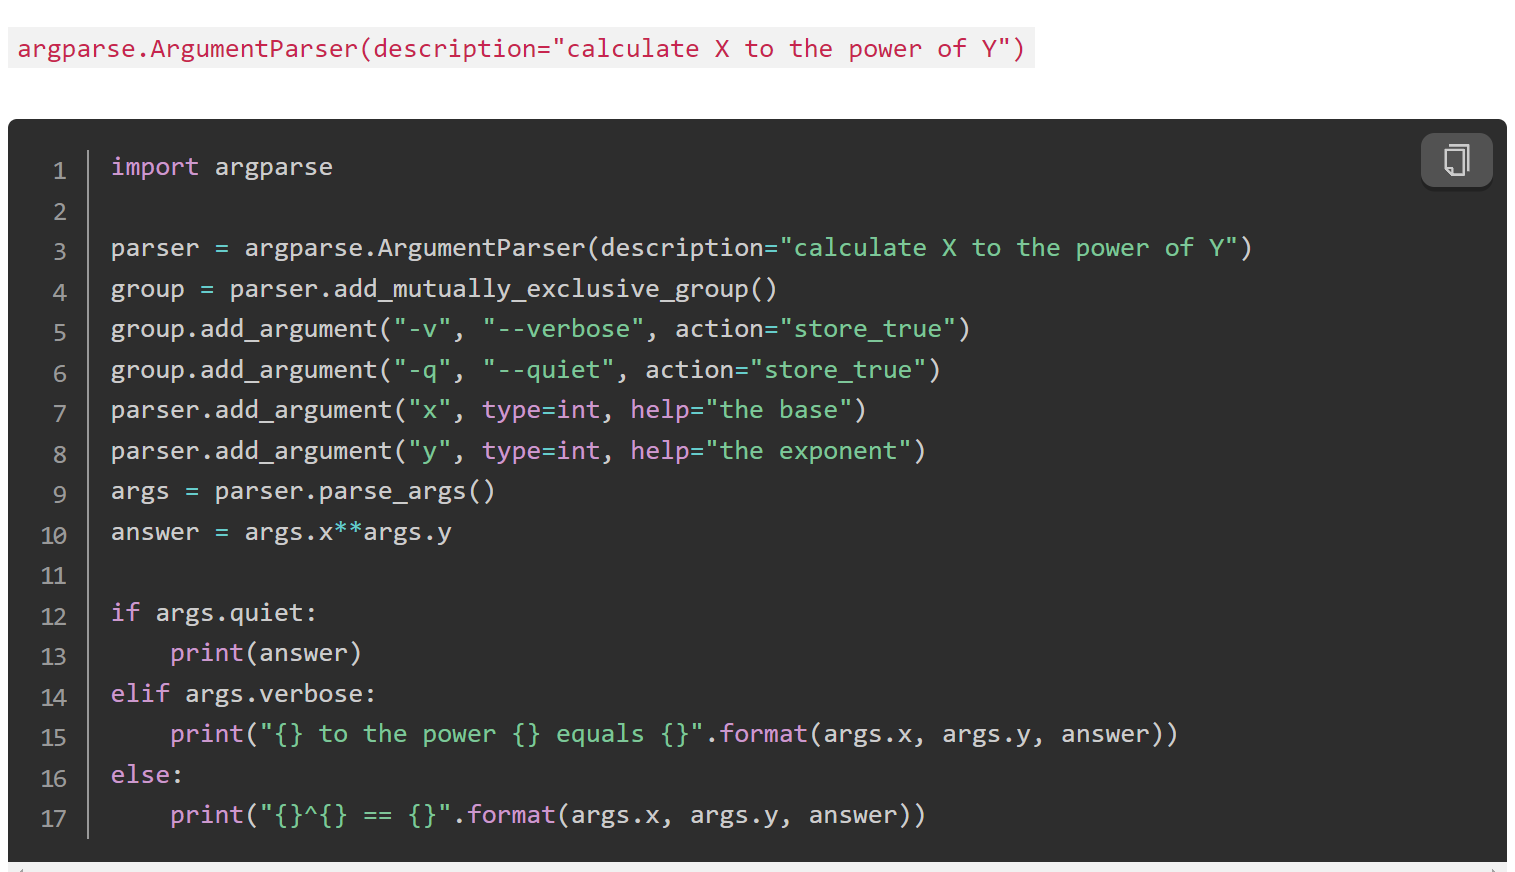 argparse.ArgumentParser(description="calculate X to the power of Y")
1 import argparse
2
3 parser = argparse.ArgumentParser(description="calculate X to the power of Y")
4 group = parser.add_mutually_exclusive_group()
5 group.add_argument("-v", "--verbose", action="store_true")
6 group.add_argument("-q", "--quiet", action="store_true")
7 parser.add_argument("x", type=int, help="the base")
8 parser.add_argument("y", type=int, help="the exponent")
9 args = parser.parse_args()
10 answer = args.x**args.y
11
12 if args.quiet:
13     print(answer)
14 elif args.verbose:
15     print("{} to the power {} equals {}".format(args.x, args.y, answer))
16 else:
17     print("{}^{} == {}".format(args.x, args.y, answer))